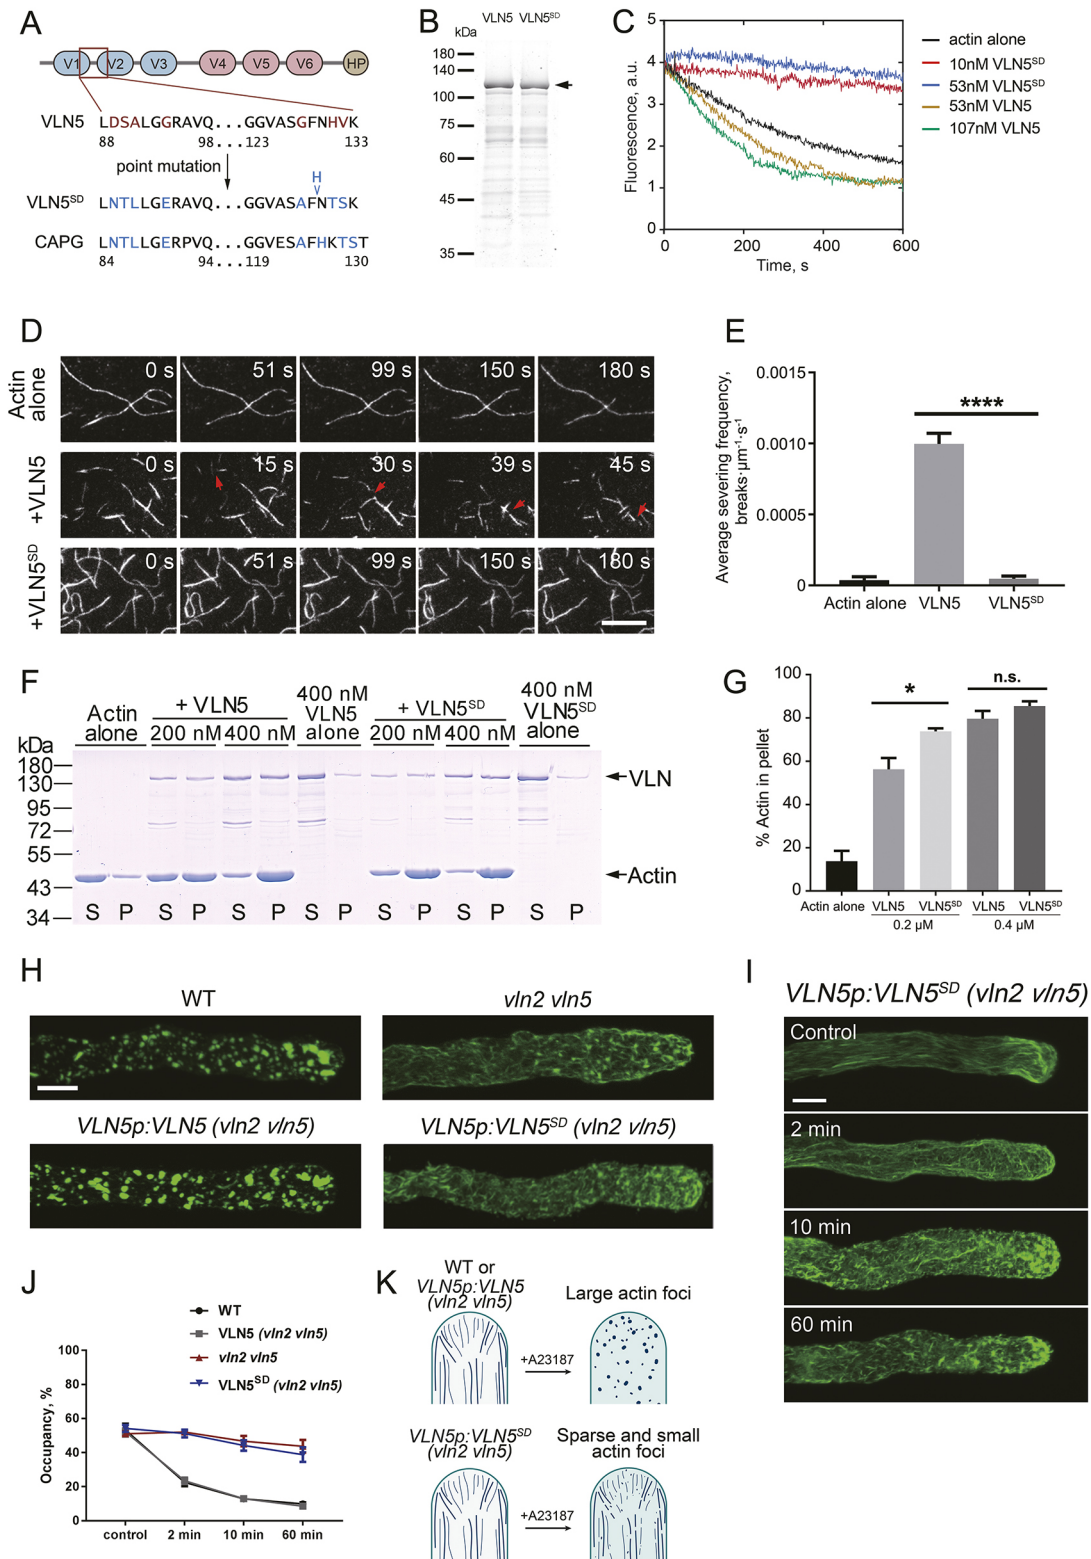 A
V1 V2 V3 V4 V5 V6 HP
VLN5 LDSALGGRAVQ...GGVASGFNHVK
88 98...123 133
point mutation
H
VLN5SD LNTLLGERAVQ...GGVASAFNTSK
CAPG LNTLLGERPVQ...GGVESAFHKTST
84 94...119 130
B
VLN5 VLN5SD
kDa
180
140
100
75
60
45
35
C
Fluorescence, a.u.
5
4
3
2
1
0
0 200 400 600
Time, s
actin alone
10nM VLN5SD
53nM VLN5SD
53nM VLN5
107nM VLN5
D
Actin alone
0 s 51 s 99 s 150 s 180 s
+VLN5
0 s 15 s 30 s 39 s 45 s
+VLN5SD
0 s 51 s 99 s 150 s 180 s
E
Average severing frequency,
breaks·µm-1·s-1
0.0015
0.0010
0.0005
0
****
Actin alone VLN5 VLN5SD
F
kDa
Actin alone
+ VLN5
200 nM 400 nM
400 nM VLN5 alone
+ VLN5SD
200 nM 400 nM
400 nM VLN5SD alone
180
130
95
72
55
43
34
VLN
Actin
S P S P S P S P S P S P S P
G
% Actin in pellet
100
80
60
40
20
0
*
n.s.
Actin alone VLN5 VLN5SD VLN5 VLN5SD
0.2 µM 0.4 µM
H
WT
vln2 vln5
VLN5p:VLN5 (vln2 vln5)
VLN5p:VLN5SD (vln2 vln5)
I
VLN5p:VLN5SD (vln2 vln5)
Control
2 min
10 min
60 min
J
WT
VLN5 (vln2 vln5)
vln2 vln5
VLN5SD (vln2 vln5)
Occupancy, %
100
80
60
40
20
0
control 2 min 10 min 60 min
K
WT or
VLN5p:VLN5
(vln2 vln5)
Large actin foci
+A23187
VLN5p:VLN5SD
(vln2 vln5)
Sparse and small
actin foci
+A23187